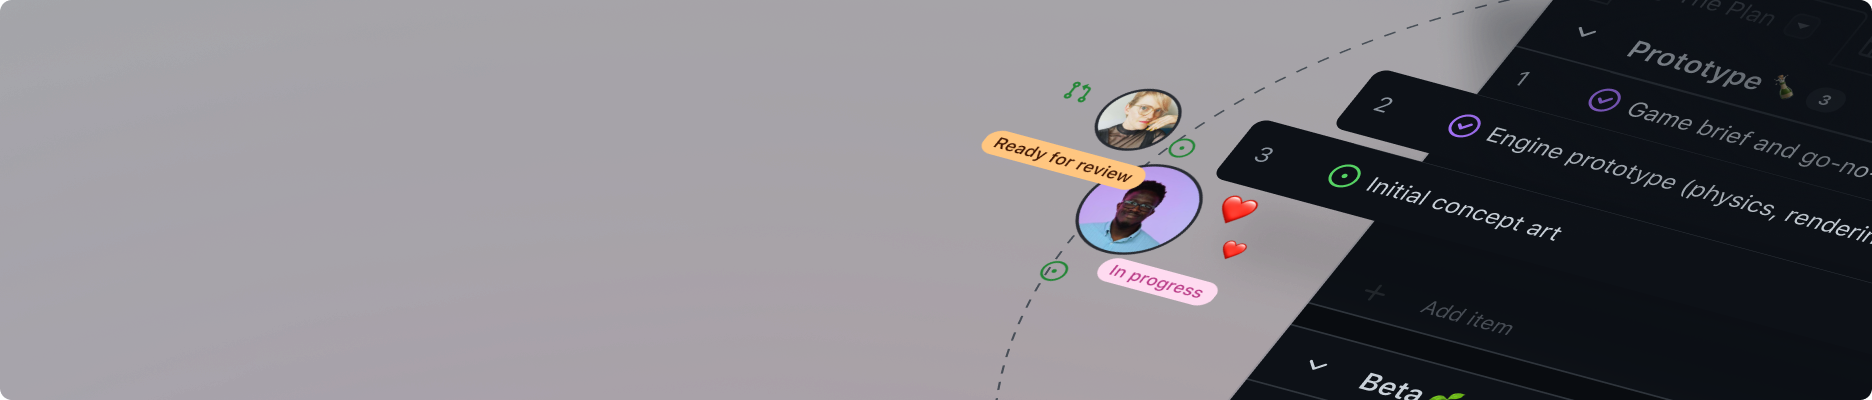 The Plan
Prototype 3
1 Game brief and go-no-
2 Engine prototype (physics, renderin
3 Initial concept art
Add item
Beta
Ready for review
In progress